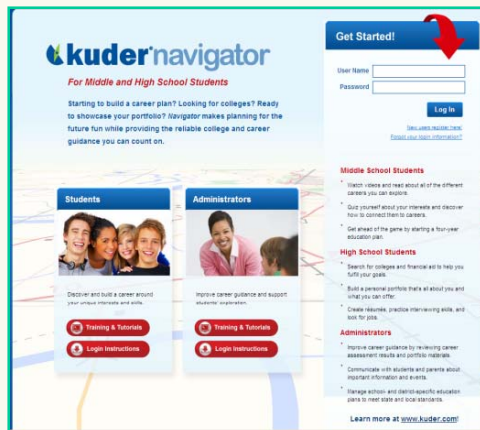 kuder navigator
For Middle and High School Students
Starting to build a career plan? Looking for colleges? Ready
to showcase your portfolio? Navigator makes planning for the
future fun while providing the reliable college and career
guidance you can count on.
Students
Discover and build a career around
your unique interests and skills.
Training & Tutorials
Login Instructions
Administrators
Improve career guidance and support
students' exploration.
Training & Tutorials
Login Instructions
Get Started!
User Name
Password
Log In
New users register here!
Forgot your login information?
Middle School Students
Watch videos and read about all of the different
careers you can explore.
Quiz yourself about your interests and discover
how to connect them to careers.
Get ahead of the game by starting a four-year
education plan.
High School Students
Search for colleges and financial aid to help you
fulfil your goals.
Build a personal portfolio that's all about you and
what you can offer.
Create résumés, practice interviewing skills, and
look for jobs.
Administrators
Improve career guidance by reviewing career
assessment results and portfolio materials.
Communicate with students and parents about
important information and events.
Manage school- and district-specific education
plans to meet state and local standards.
Learn more at www.kuder.com!